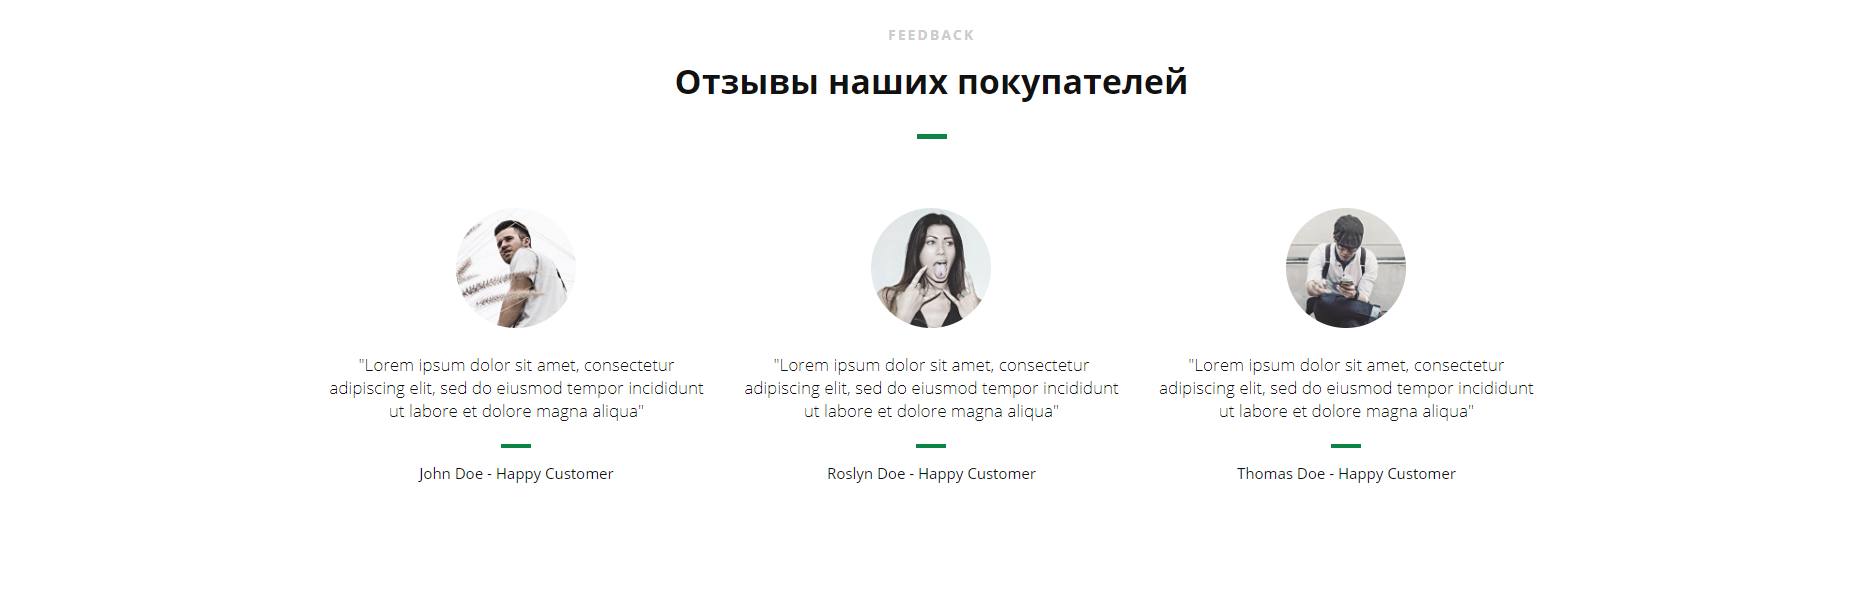 FEEDBACK
Отзывы наших покупателей
"Lorem ipsum dolor sit amet, consectetur
adipiscing elit, sed do eiusmod tempor incididunt
ut labore et dolore magna aliqua"
John Doe - Happy Customer
"Lorem ipsum dolor sit amet, consectetur
adipiscing elit, sed do eiusmod tempor incididunt
ut labore et dolore magna aliqua"
Roslyn Doe - Happy Customer
"Lorem ipsum dolor sit amet, consectetur
adipiscing elit, sed do eiusmod tempor incididunt
ut labore et dolore magna aliqua"
Thomas Doe - Happy Customer